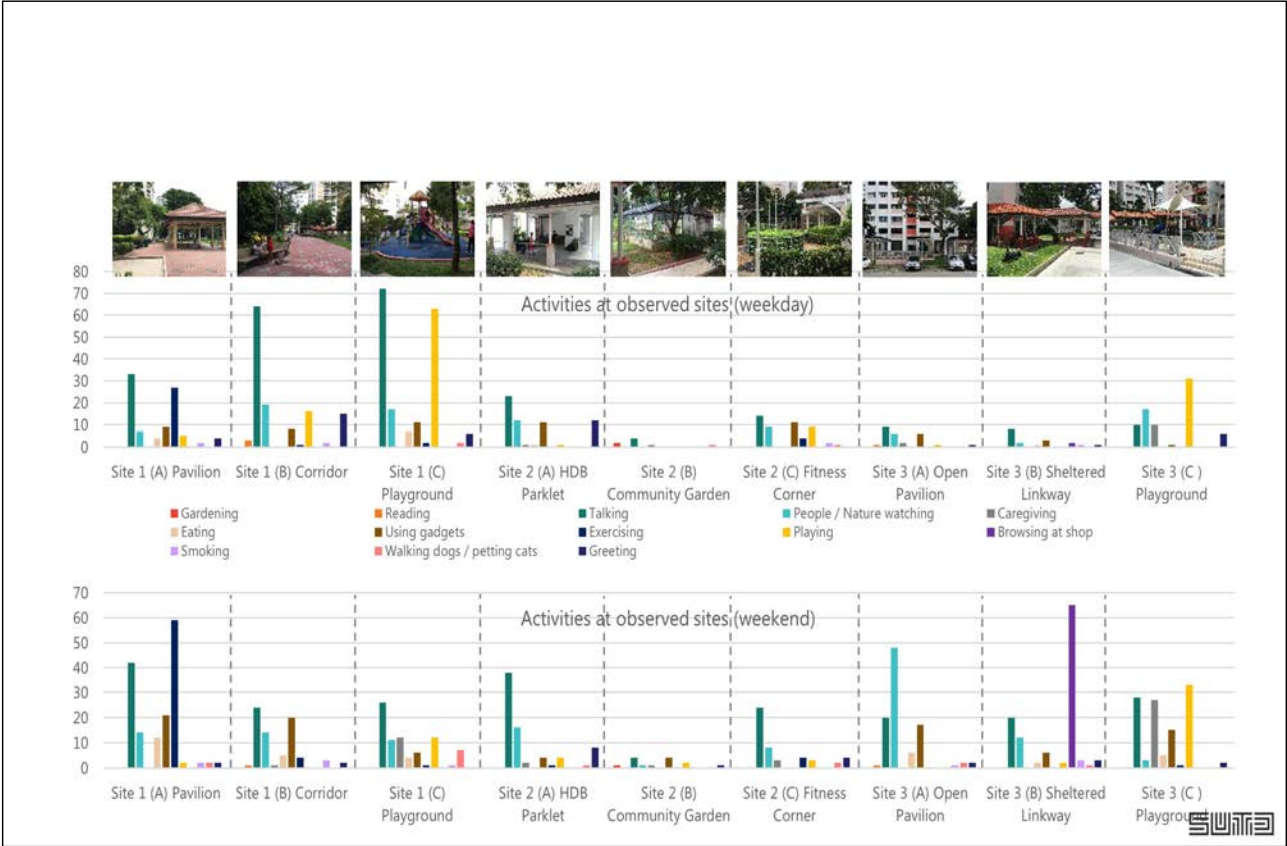 Activities at observed sites (weekday)
80
70
60
50
40
30
20
10
0
Site 1 (A) Pavilion
Site 1 (B) Corridor
Site 1 (C)
Playground
Site 2 (A) HDB
Parklet
Site 2 (B)
Community Garden
Site 2 (C) Fitness
Corner
Site 3 (A) Open
Pavilion
Site 3 (B) Sheltered
Linkway
Site 3 (C )
Playground
Gardening
Reading
Talking
People / Nature watching
Caregiving
Eating
Using gadgets
Exercising
Playing
Browsing at shop
Smoking
Walking dogs / petting cats
Greeting
Activities at observed sites (weekend)
70
60
50
40
30
20
10
0
Site 1 (A) Pavilion
Site 1 (B) Corridor
Site 1 (C)
Playground
Site 2 (A) HDB
Parklet
Site 2 (B)
Community Garden
Site 2 (C) Fitness
Corner
Site 3 (A) Open
Pavilion
Site 3 (B) Sheltered
Linkway
Site 3 (C )
Playground
SUTD